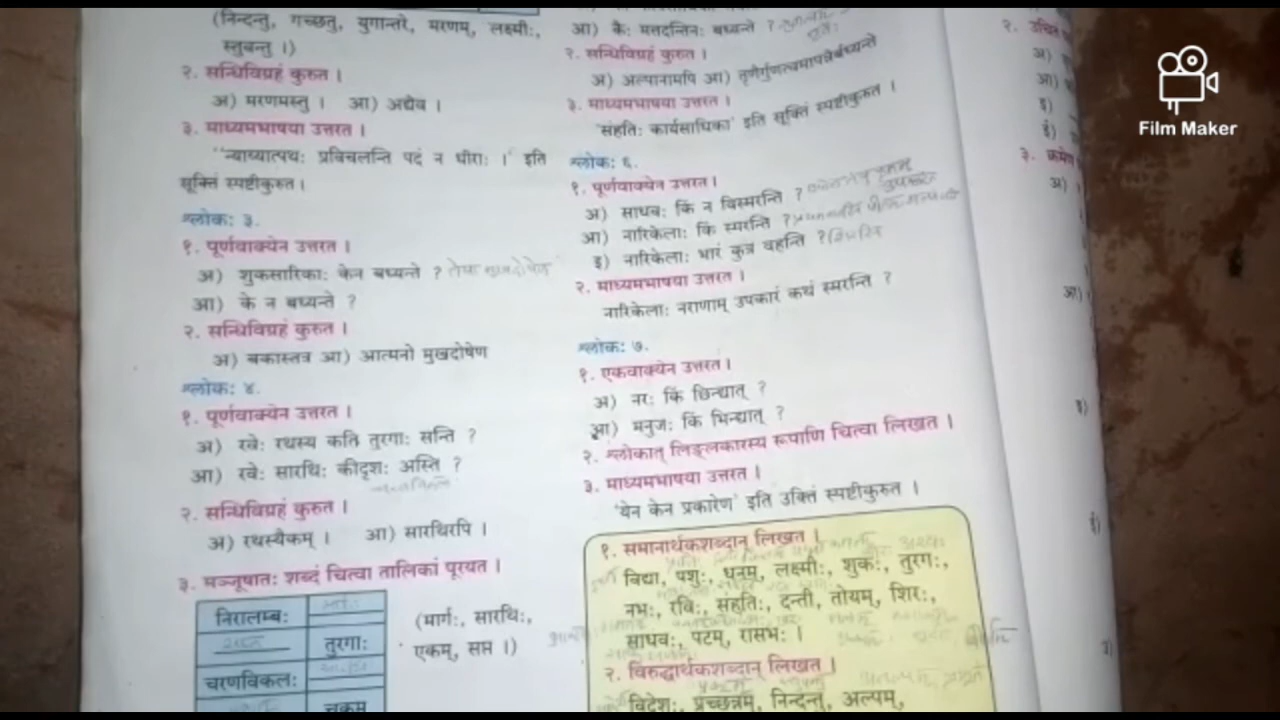 (निन्दन्तु, गच्छतु, युगान्तरे, मरणम्, लक्ष्मीः,
स्तुवन्तु ।)
२. सन्धिविग्रहं कुरुत ।
अ) मरणमस्तु । आ) अद्यैव ।
३. माध्यमभाषया उत्तरत ।
"न्याय्यात्पथः प्रविचलन्ति पदं न धीराः ।' इति
सूक्तिं स्पष्टीकुरुत ।
श्लोकः ३.
१. पूर्णवाक्येन उत्तरत ।
अ) शुकसारिकाः केन बध्यन्ते ?
आ) के न बध्यन्ते ?
२. सन्धिविग्रहं कुरुत ।
अ) बकास्तत्र आ) आत्मनो मुखदोषेण
श्लोकः ४.
१. पूर्णवाक्येन उत्तरत ।
अ) रवेः रथस्य कति तुरगाः सन्ति ?
आ) रवेः सारथिः कीदृशः अस्ति ?
२. सन्धिविग्रहं कुरुत ।
अ) रथस्यैकम् । आ) सारथिरपि ।
३. मञ्जूषातः शब्दं चित्वा तालिकां पूरयत ।
निरालम्बः
तुरगाः
चरणविकलः
चक्रम्
(मार्गः, सारथिः,
एकम्, सप्त ।)
आ) कैः मत्तदन्तिनः बध्यन्ते ?
२. सन्धिविग्रहं कुरुत ।
अ) अल्पानामपि आ) तृणैर्गुणत्वमापन्नैर्बध्यन्ते
३. माध्यमभाषया उत्तरत ।
'संहतिः कार्यसाधिका' इति सूक्तिं स्पष्टीकुरुत ।
श्लोकः ६.
१. पूर्णवाक्येन उत्तरत ।
अ) साधवः किं न विस्मरन्ति ?
आ) नारिकेलाः किं स्मरन्ति ?
इ) नारिकेलाः भारं कुत्र वहन्ति ?
२. माध्यमभाषया उत्तरत ।
नारिकेलाः नराणाम् उपकारं कथं स्मरन्ति ?
श्लोकः ७.
१. एकवाक्येन उत्तरत ।
अ) नरः किं छिन्द्यात् ?
आ) मनुजः किं भिन्द्यात् ?
२. श्लोकात् लिङ्लकारस्य रूपाणि चित्वा लिखत ।
३. माध्यमभाषया उत्तरत ।
'येन केन प्रकारेण' इति उक्तिं स्पष्टीकुरुत ।
१. समानार्थकशब्दान् लिखत ।
विद्या, पशुः, धनम्, लक्ष्मीः, शुकः, तुरगः,
नभः, रविः, संहतिः, दन्ती, तोयम्, शिरः,
साधवः, पटम्, रासभः ।
२. विरुद्धार्थकशब्दान् लिखत ।
विदेशः, प्रच्छन्नम्, निन्दन्तु, अल्पम्,
२. उचित
अ)
आ)
इ)
ई)
३. क्रमेण
अ)
आ)
इ)
ई)
Film Maker